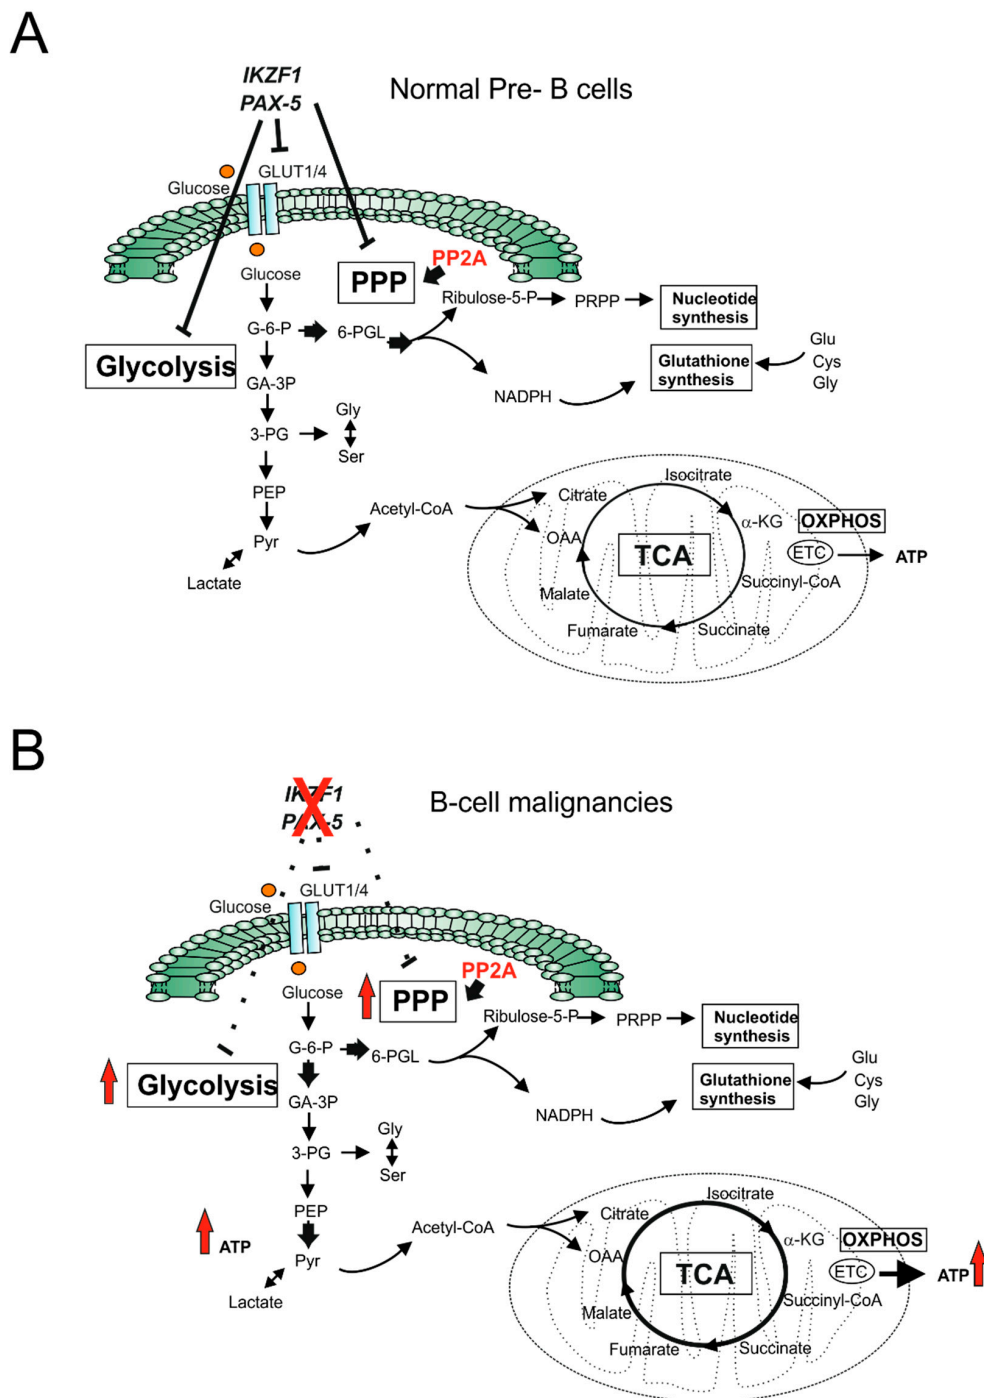 A
IKZF1
PAX-5
Normal Pre- B cells
GLUT1/4
Glucose
Glucose
PP2A
PPP
Ribulose-5-P
PRPP
Nucleotide
synthesis
G-6-P
6-PGL
Glycolysis
Glutathione
synthesis
Glu
Cys
Gly
GA-3P
NADPH
Gly
3-PG
Ser
Isocitrate
PEP
Citrate
Acetyl-CoA
α-KG
OXPHOS
Pyr
OAA
TCA
ETC
ATP
Lactate
Succinyl-CoA
Malate
Fumarate
Succinate
B
IKZF1
PAX-5
B-cell malignancies
GLUT1/4
Glucose
Glucose
PP2A
PPP
Ribulose-5-P
PRPP
Nucleotide
synthesis
G-6-P
6-PGL
Glycolysis
Glutathione
synthesis
Glu
Cys
Gly
GA-3P
NADPH
Gly
3-PG
Ser
Isocitrate
PEP
Citrate
Acetyl-CoA
α-KG
OXPHOS
ATP
Pyr
OAA
TCA
ETC
ATP
Lactate
Succinyl-CoA
Malate
Fumarate
Succinate